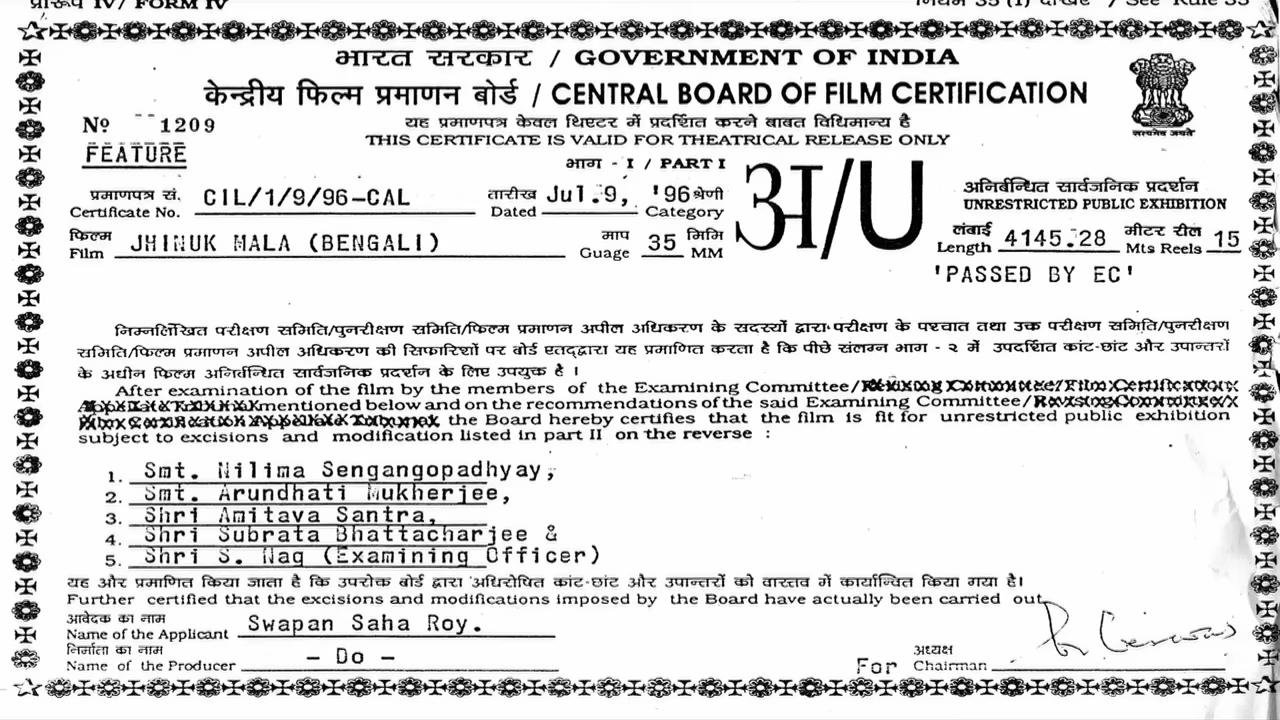 प्रारूप IV/ FORM IV
नियम 35 (1) देखिए / See Rule 35
भारत सरकार / GOVERNMENT OF INDIA
केन्द्रीय फिल्म प्रमाणन बोर्ड / CENTRAL BOARD OF FILM CERTIFICATION
सत्यमेव जयते
No 1209
यह प्रमाणपत्र केवल थिएटर में प्रदर्शित करने बाबत विधिमान्य है
THIS CERTIFICATE IS VALID FOR THEATRICAL RELEASE ONLY
FEATURE
भाग - I / PART I
प्रमाणपत्र सं. CIL/1/9/96-CAL तारीख Jul.9, '96 श्रेणी अ/U अनिर्बन्धित सार्वजनिक प्रदर्शन
Certificate No. Dated Category UNRESTRICTED PUBLIC EXHIBITION
फिल्म JHINUK MALA (BENGALI) माप 35 मिमि लंबाई 4145.28 मीटर रील 15
Film Guage MM Length Mts Reels
'PASSED BY EC'
निम्नलिखित परीक्षण समिति/पुनरीक्षण समिति/फिल्म प्रमाणन अपील अधिकरण के सदस्यों द्वारा परीक्षण के पश्चात तथा उक्त परीक्षण समिति/पुनरीक्षण
समिति/फिल्म प्रमाणन अपील अधिकरण की सिफारिशों पर बोर्ड एतद्द्वारा यह प्रमाणित करता है कि पीछे संलग्न भाग - २ में उपदर्शित कांट-छांट और उपान्तरों
के अधीन फिल्म अनिर्बन्धित सार्वजनिक प्रदर्शन के लिए उपयुक्त है ।
After examination of the film by the members of the Examining Committee/
mentioned below and on the recommendations of the said Examining Committee/
the Board hereby certifies that the film is fit for unrestricted public exhibition
subject to excisions and modification listed in part II on the reverse :
1. Smt. Nilima Sengangopadhyay,
2. Smt. Arundhati Mukherjee,
3. Shri Amitava Santra,
4. Shri Subrata Bhattacharjee &
5. Shri S. Nag (Examining Officer)
यह और प्रमाणित किया जाता है कि उपरोक्त बोर्ड द्वारा अधिरोपित कांट-छांट और उपान्तरों को वास्तव में कार्यान्वित किया गया है।
Further certified that the excisions and modifications imposed by the Board have actually been carried out.
आवेदक का नाम
Name of the Applicant Swapan Saha Roy.
निर्माता का नाम अध्यक्ष
Name of the Producer - Do - For Chairman